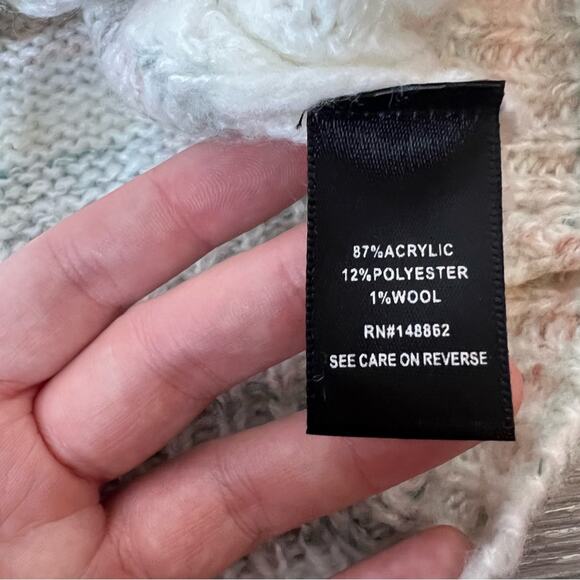 87%ACRYLIC
12%POLYESTER
1%WOOL
RN#148862
SEE CARE ON REVERSE